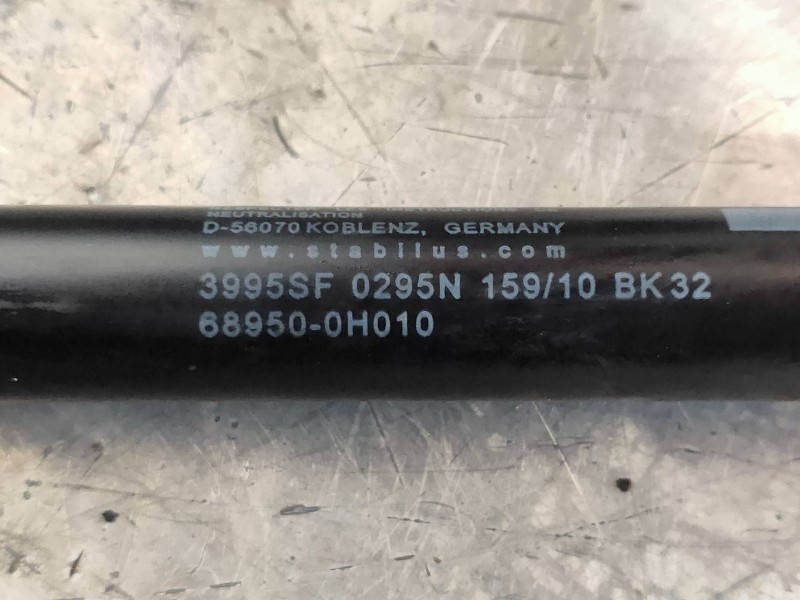 NEUTRALISATION
D-56070 KOBLENZ, GERMANY
www.stabilus.com
3995SF 0295N 159/10 BK32
68950-0H010